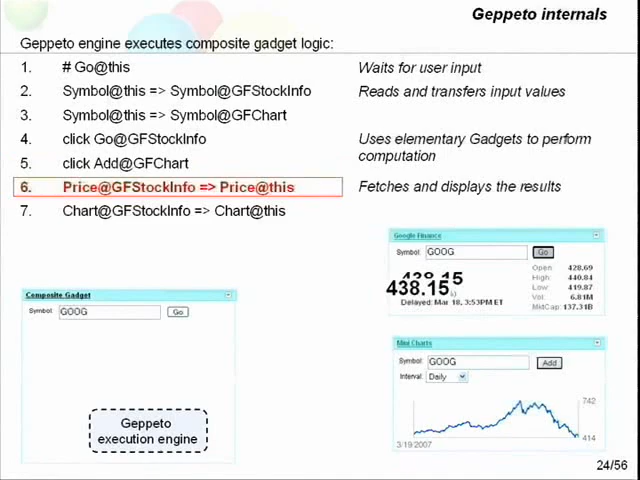 Geppeto internals
Geppeto engine executes composite gadget logic:
1. # Go@this Waits for user input
2. Symbol@this => Symbol@GFStockInfo Reads and transfers input values
3. Symbol@this => Symbol@GFChart
4. click Go@GFStockInfo Uses elementary Gadgets to perform
computation
5. click Add@GFChart
6. Price@GFStockInfo => Price@this Fetches and displays the results
7. Chart@GFStockInfo => Chart@this
Google Finance
Symbol: GOOG Go
438.15
438.15
Open: 428.69
High: 440.84
Low: 419.87
Vol: 6.81M
MktCap: 137.31B
Delayed: Mar 18, 3:53PM ET
Composite Gadget
Symbol: GOOG Go
Geppeto
execution engine
Mini Charts
Symbol: GOOG Add
Interval: Daily
742
414
3/19/2007
24/56